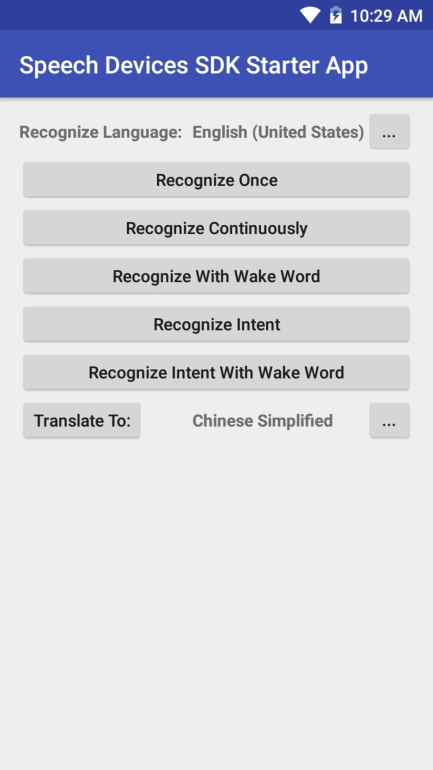 10:29 AM
Speech Devices SDK Starter App
Recognize Language: English (United States) ...
Recognize Once
Recognize Continuously
Recognize With Wake Word
Recognize Intent
Recognize Intent With Wake Word
Translate To: Chinese Simplified ...